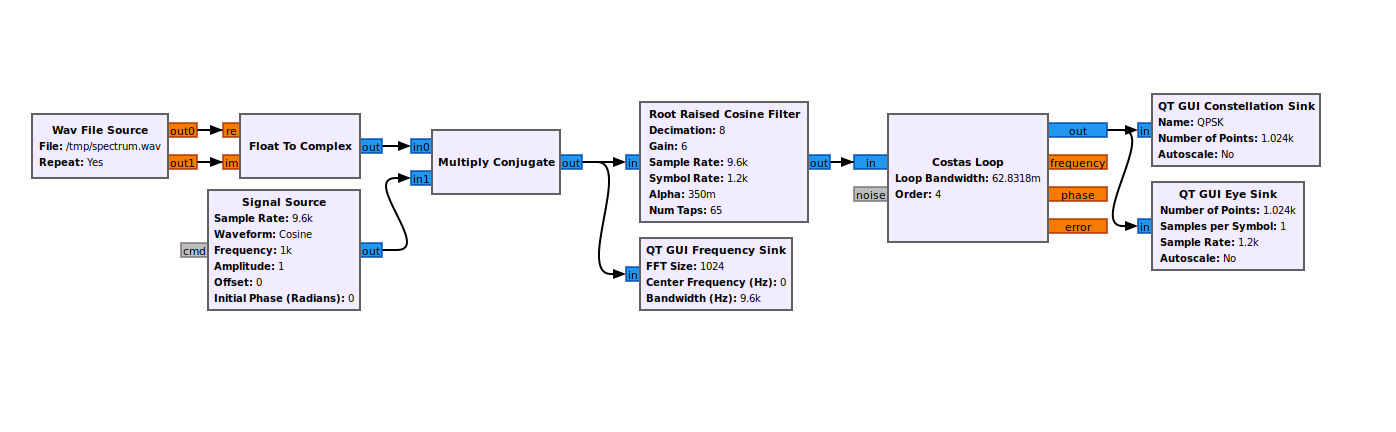 Wav File Source
File: /tmp/spectrum.wav
Repeat: Yes
out0
out1
re
im
Float To Complex
out
Signal Source
Sample Rate: 9.6k
Waveform: Cosine
Frequency: 1k
Amplitude: 1
Offset: 0
Initial Phase (Radians): 0
cmd
out
in0
in1
Multiply Conjugate
out
in
Root Raised Cosine Filter
Decimation: 8
Gain: 6
Sample Rate: 9.6k
Symbol Rate: 1.2k
Alpha: 350m
Num Taps: 65
out
in
QT GUI Frequency Sink
FFT Size: 1024
Center Frequency (Hz): 0
Bandwidth (Hz): 9.6k
in
noise
Costas Loop
Loop Bandwidth: 62.8318m
Order: 4
out
frequency
phase
error
in
QT GUI Constellation Sink
Name: QPSK
Number of Points: 1.024k
Autoscale: No
in
QT GUI Eye Sink
Number of Points: 1.024k
Samples per Symbol: 1
Sample Rate: 1.2k
Autoscale: No